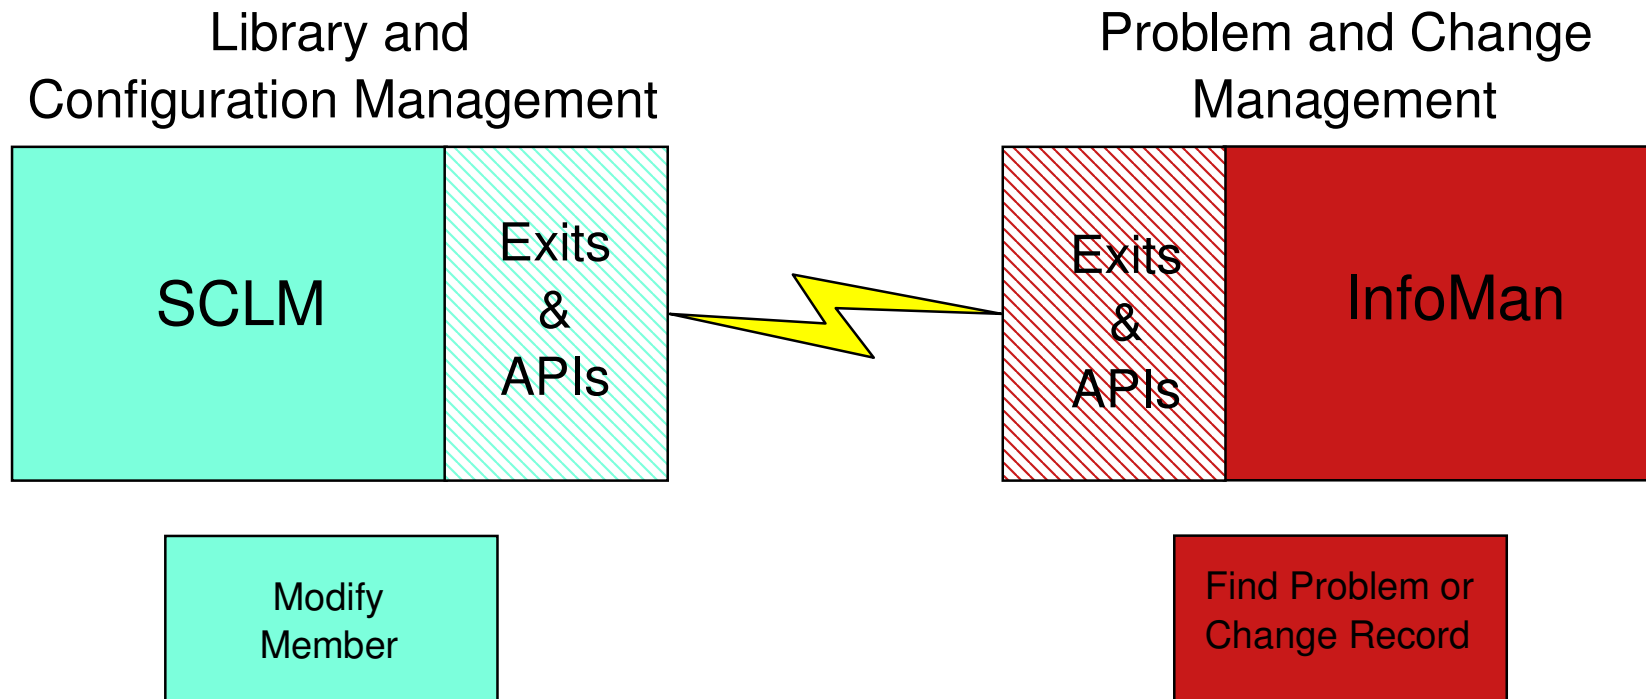 Library and
Configuration Management
Problem and Change
Management
SCLM
Exits
&
APIs
Exits
&
APIs
InfoMan
Modify
Member
Find Problem or
Change Record